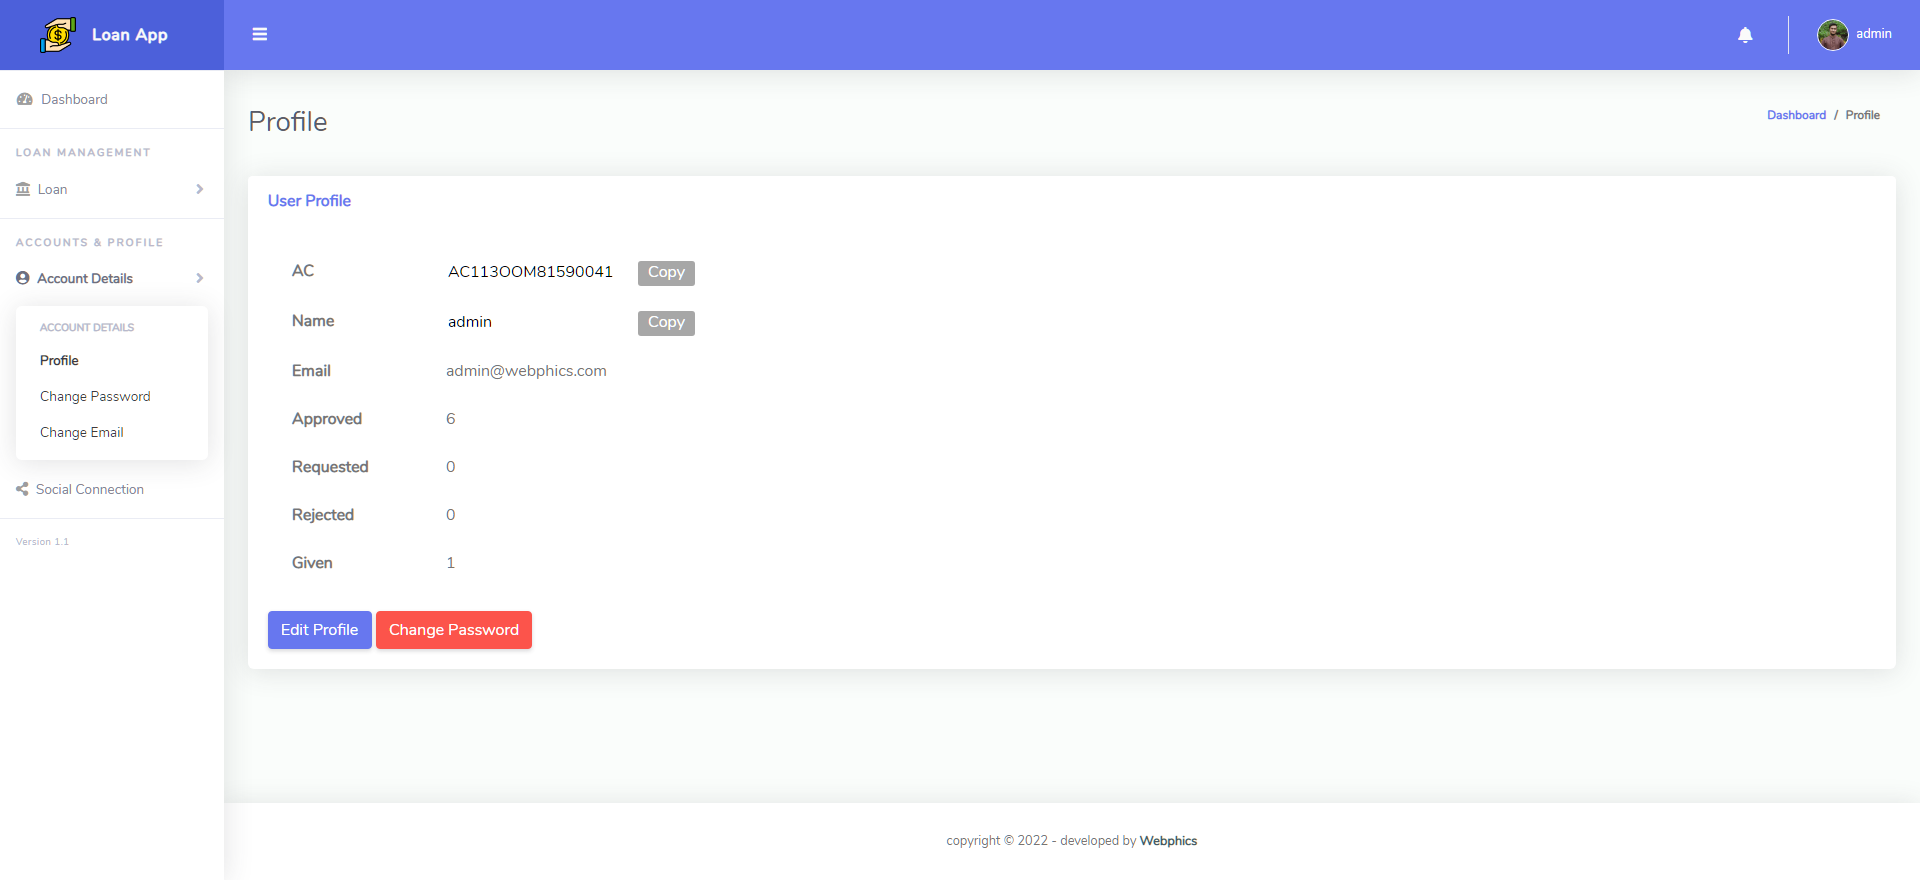 Loan App
admin
Dashboard
LOAN MANAGEMENT
Loan
ACCOUNTS & PROFILE
Account Details
ACCOUNT DETAILS
Profile
Change Password
Change Email
Social Connection
Version 1.1
Profile
Dashboard / Profile
User Profile
AC AC113OOM81590041 Copy
Name admin Copy
Email admin@webphics.com
Approved 6
Requested 0
Rejected 0
Given 1
Edit Profile Change Password
copyright © 2022 - developed by Webphics